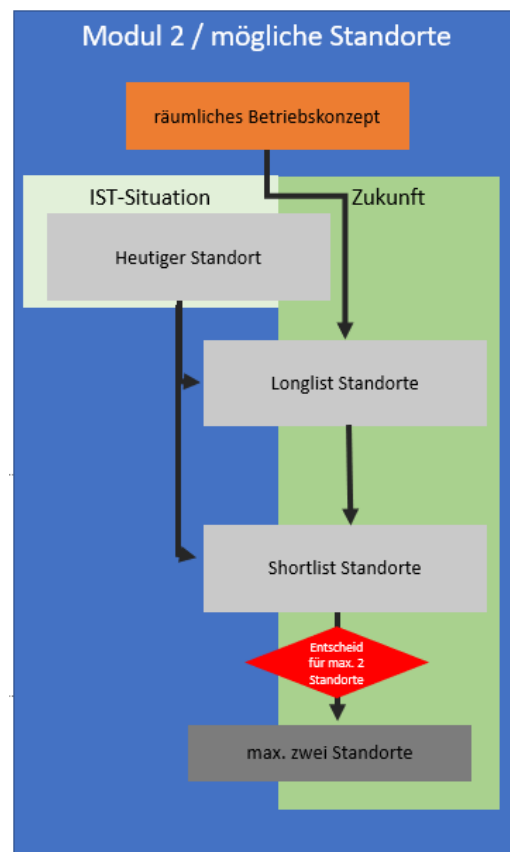 Modul 2 / mögliche Standorte
räumliches Betriebskonzept
IST-Situation
Zukunft
Heutiger Standort
Longlist Standorte
Shortlist Standorte
Entscheid
für max. 2
Standorte
max. zwei Standorte